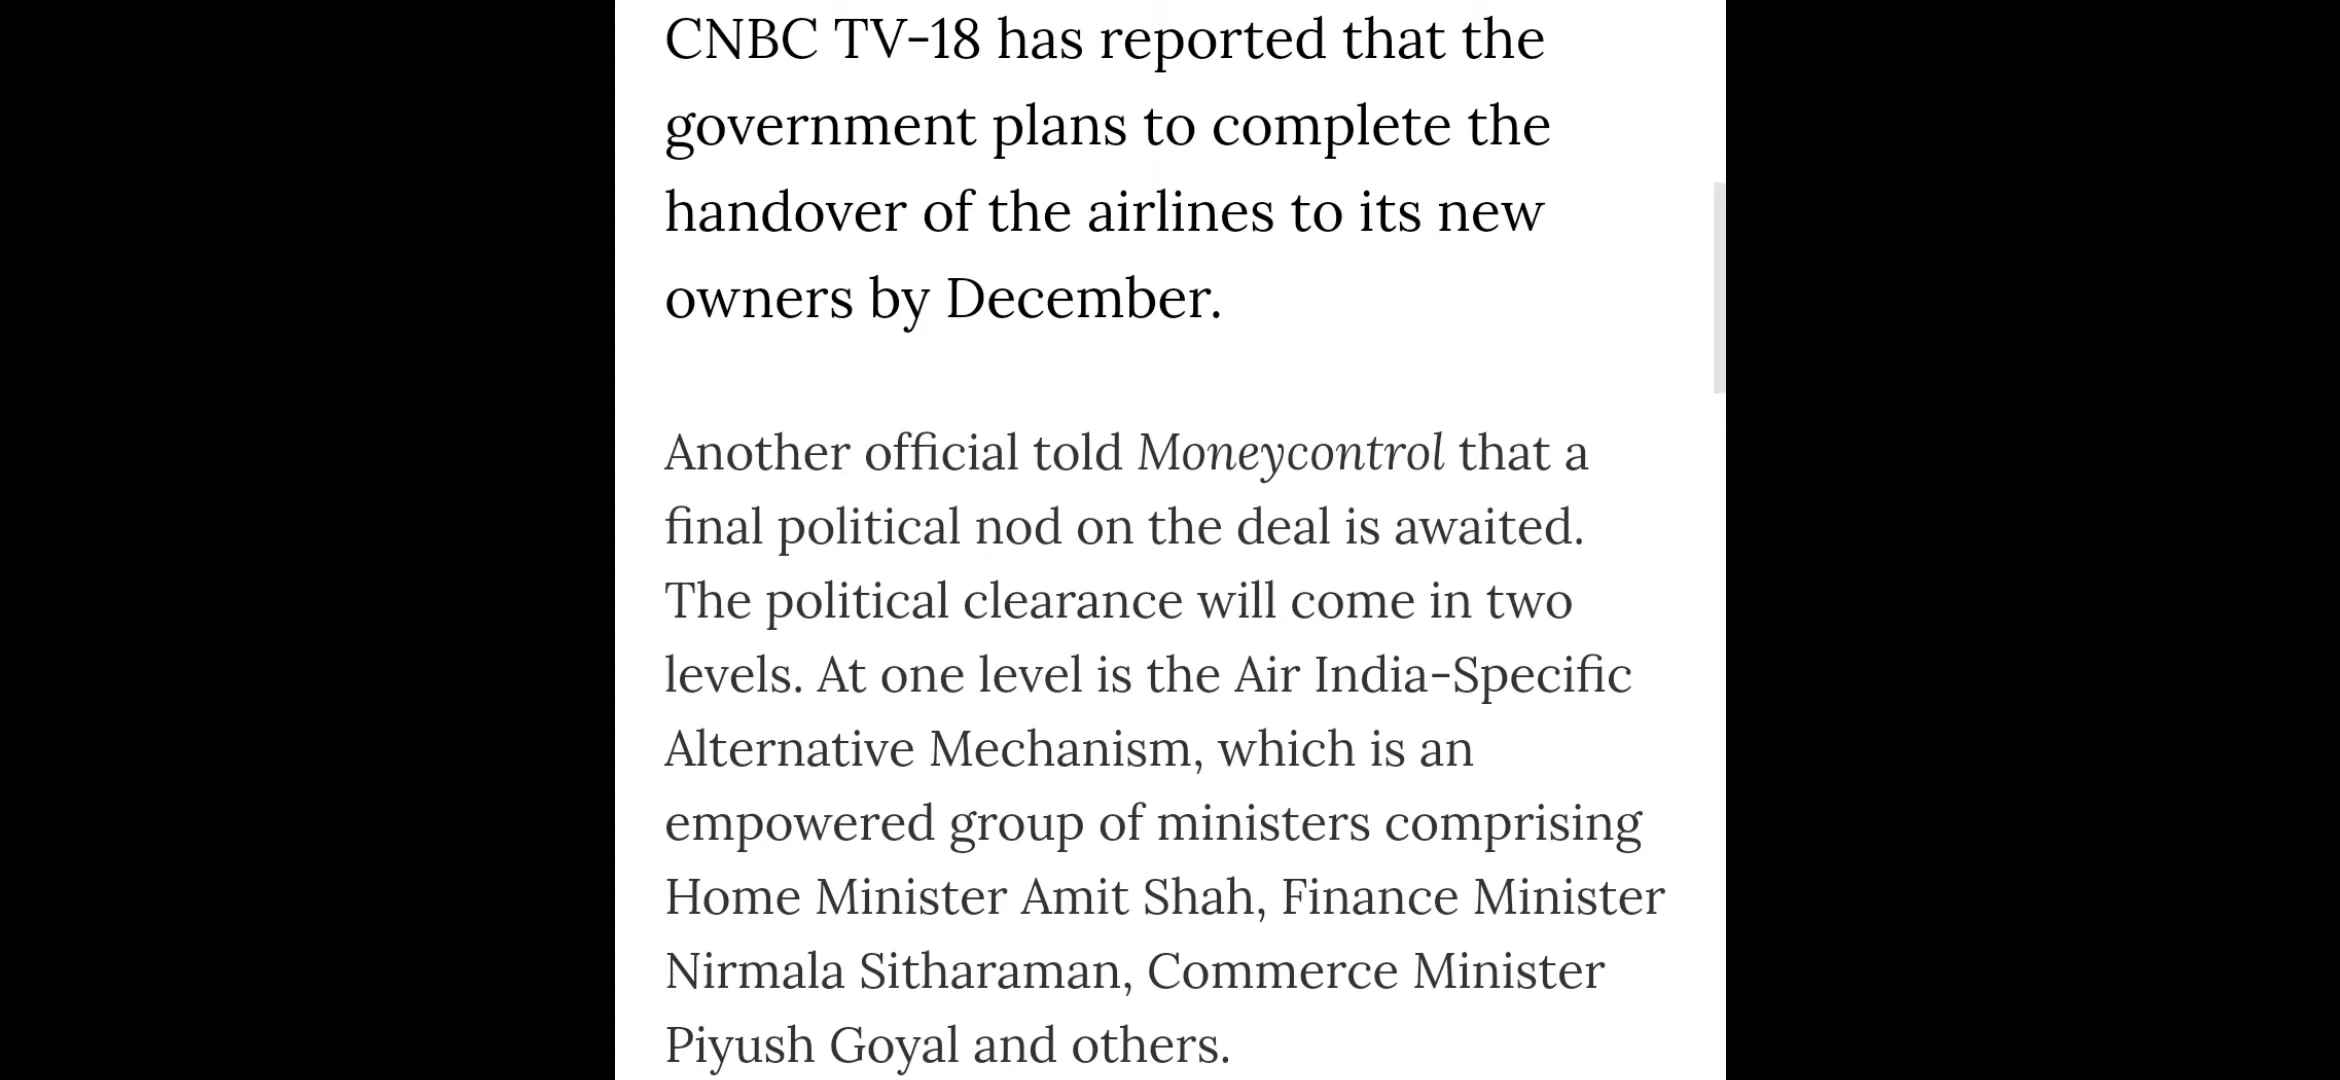 CNBC TV-18 has reported that the
government plans to complete the
handover of the airlines to its new
owners by December.
Another official told Moneycontrol that a
final political nod on the deal is awaited.
The political clearance will come in two
levels. At one level is the Air India-Specific
Alternative Mechanism, which is an
empowered group of ministers comprising
Home Minister Amit Shah, Finance Minister
Nirmala Sitharaman, Commerce Minister
Piyush Goyal and others.